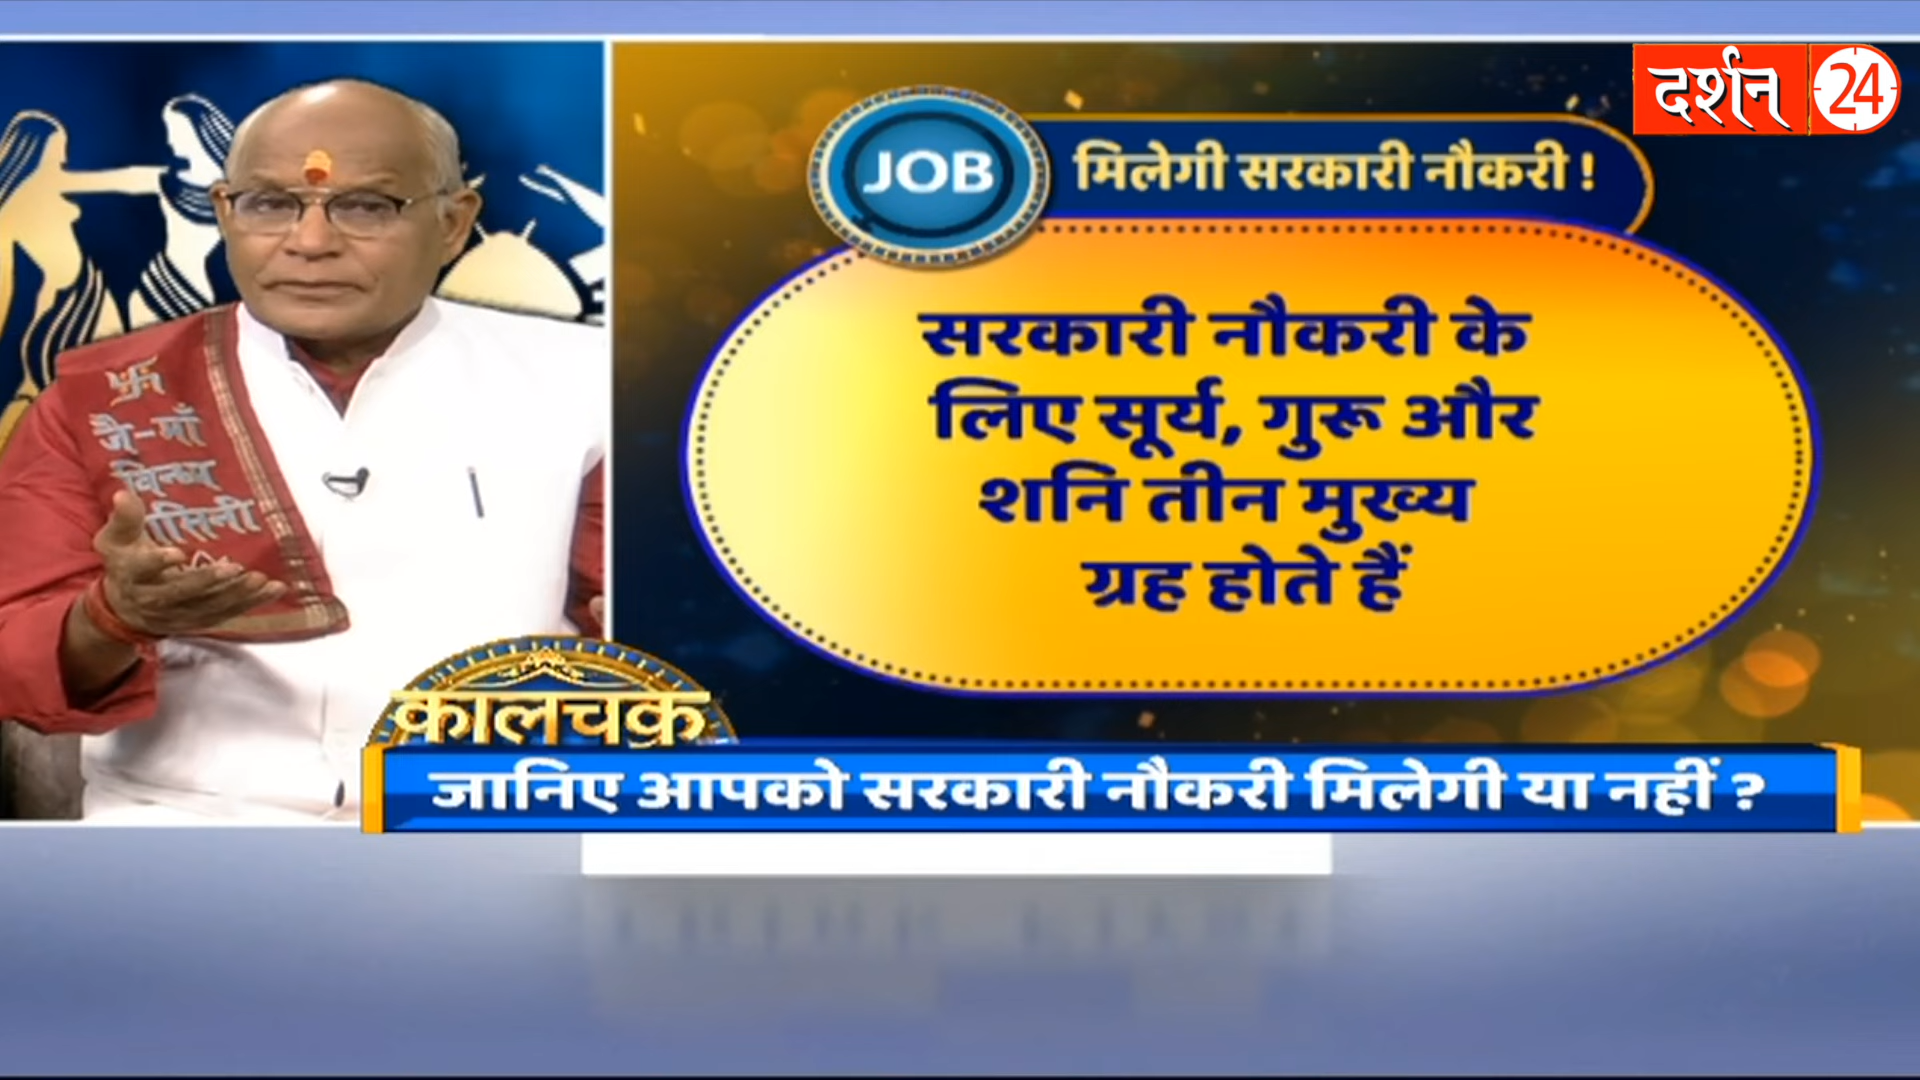 दर्शन 24
JOB मिलेगी सरकारी नौकरी !
सरकारी नौकरी के
लिए सूर्य, गुरू और
शनि तीन मुख्य
ग्रह होते हैं
जै-माँ
विन्ध्य
सिनी
कालचक्र
जानिए आपको सरकारी नौकरी मिलेगी या नहीं ?